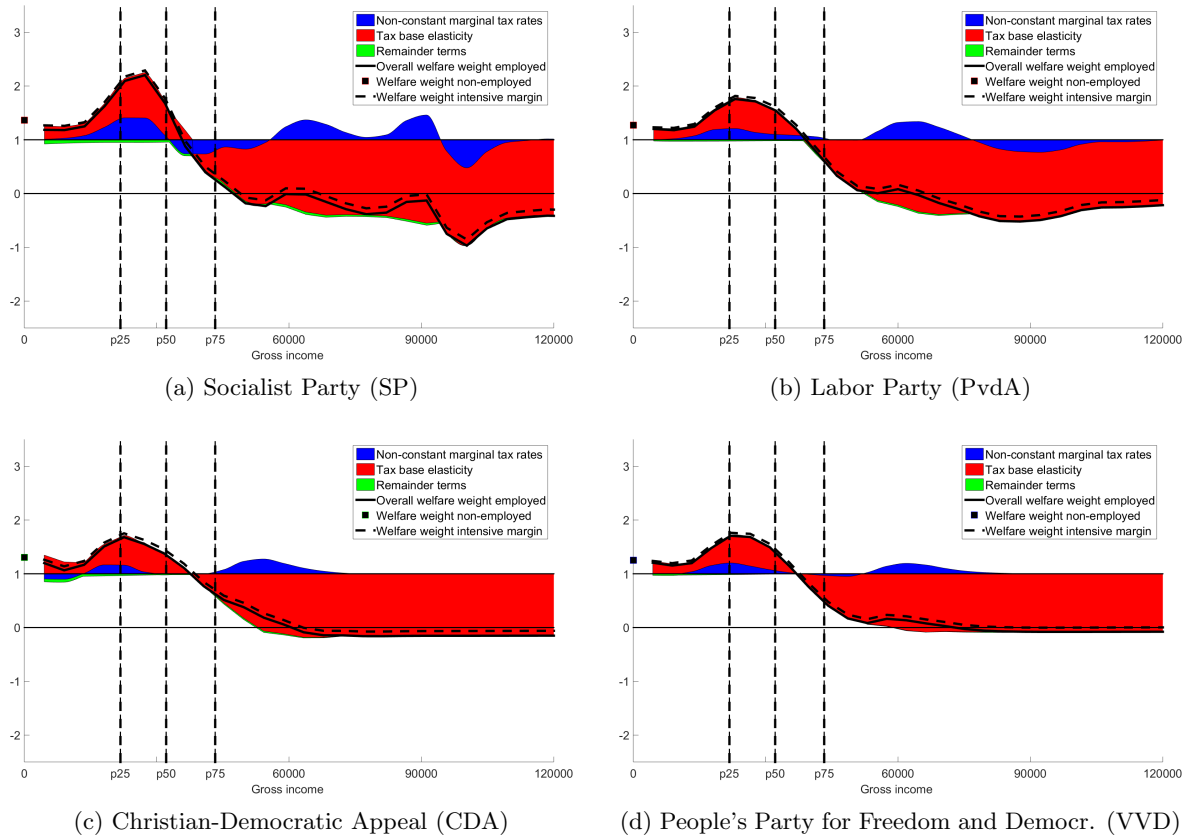 Non-constant marginal tax rates
Tax base elasticity
Remainder terms
Overall welfare weight employed
Welfare weight non-employed
Welfare weight intensive margin
3
2
1
0
-1
-2
0 p25 p50 p75 60000 90000 120000
Gross income
(a) Socialist Party (SP)
Non-constant marginal tax rates
Tax base elasticity
Remainder terms
Overall welfare weight employed
Welfare weight non-employed
Welfare weight intensive margin
3
2
1
0
-1
-2
0 p25 p50 p75 60000 90000 120000
Gross income
(b) Labor Party (PvdA)
Non-constant marginal tax rates
Tax base elasticity
Remainder terms
Overall welfare weight employed
Welfare weight non-employed
Welfare weight intensive margin
3
2
1
0
-1
-2
0 p25 p50 p75 60000 90000 120000
Gross income
(c) Christian-Democratic Appeal (CDA)
Non-constant marginal tax rates
Tax base elasticity
Remainder terms
Overall welfare weight employed
Welfare weight non-employed
Welfare weight intensive margin
3
2
1
0
-1
-2
0 p25 p50 p75 60000 90000 120000
Gross income
(d) People's Party for Freedom and Democr. (VVD)